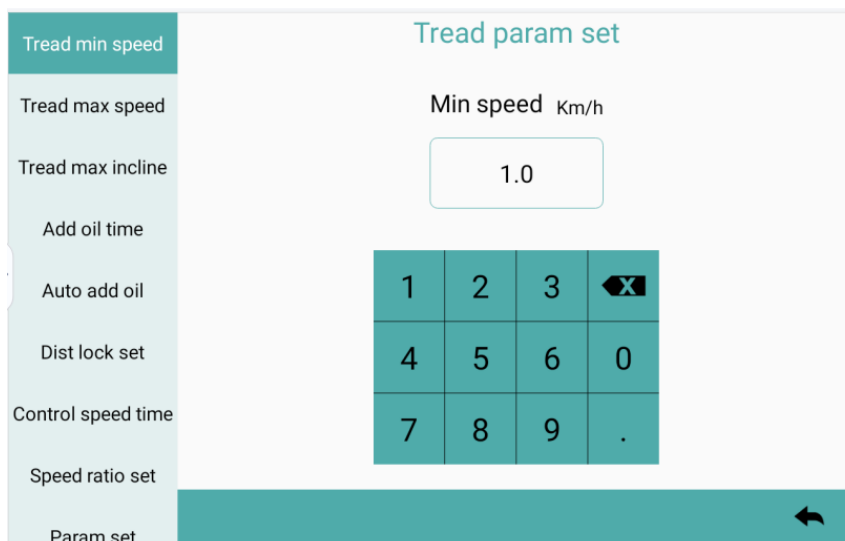 Tread min speed
Tread max speed
Tread max incline
Add oil time
Auto add oil
Dist lock set
Control speed time
Speed ratio set
Param set
Tread param set
Min speed Km/h
1.0
1 2 3 X
4 5 6 0
7 8 9 .